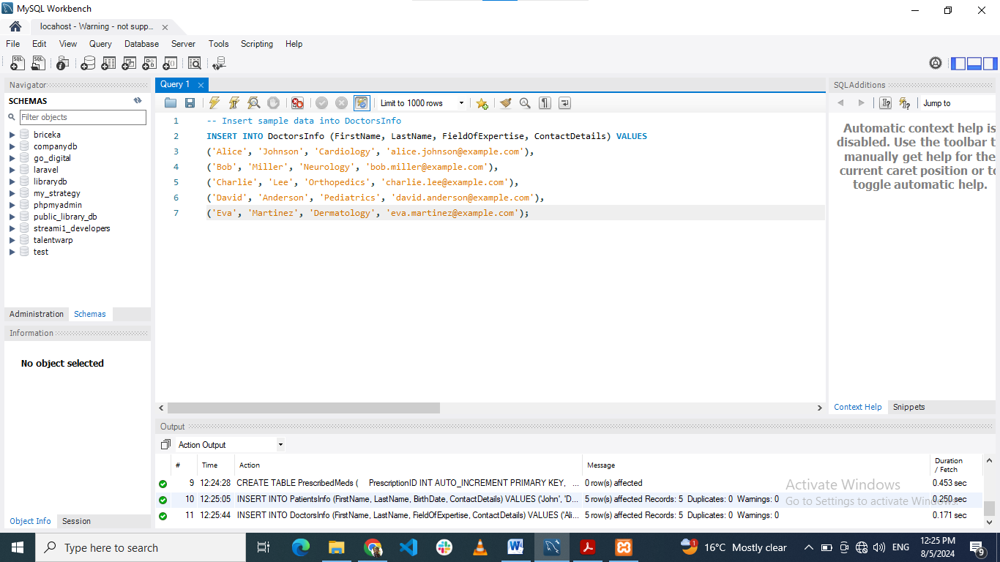 MySQL Workbench
locahost - Warning - not supp...
File Edit View Query Database Server Tools Scripting Help
Navigator
SCHEMAS
Filter objects
briceka
companydb
go_digital
laravel
librarydb
my_strategy
phpmyadmin
public_library_db
streami1_developers
talentwarp
test
Administration Schemas
Information
No object selected
Object Info Session
Query 1
Limit to 1000 rows
1 -- Insert sample data into DoctorsInfo
2 INSERT INTO DoctorsInfo (FirstName, LastName, FieldOfExpertise, ContactDetails) VALUES
3 ('Alice', 'Johnson', 'Cardiology', 'alice.johnson@example.com'),
4 ('Bob', 'Miller', 'Neurology', 'bob.miller@example.com'),
5 ('Charlie', 'Lee', 'Orthopedics', 'charlie.lee@example.com'),
6 ('David', 'Anderson', 'Pediatrics', 'david.anderson@example.com'),
7 ('Eva', 'Martinez', 'Dermatology', 'eva.martinez@example.com');
SQLAdditions
Jump to
Automatic context help is
disabled. Use the toolbar t
manually get help for the
current caret position or to
toggle automatic help.
Context Help Snippets
Output
Action Output
# Time Action Message Duration / Fetch
9 12:24:28 CREATE TABLE PrescribedMeds ( PrescriptionID INT AUTO_INCREMENT PRIMARY KEY, ... 0 row(s) affected 0.453 sec
10 12:25:05 INSERT INTO PatientsInfo (FirstName, LastName, BirthDate, ContactDetails) VALUES ('John', 'D... 5 row(s) affected Records: 5 Duplicates: 0 Warnings: 0 0.250 sec
11 12:25:44 INSERT INTO DoctorsInfo (FirstName, LastName, FieldOfExpertise, ContactDetails) VALUES ('Ali... 5 row(s) affected Records: 5 Duplicates: 0 Warnings: 0 0.171 sec
Activate Windows
Go to Settings to activate Windows.
Type here to search
16°C Mostly clear
ENG
12:25 PM
8/5/2024
9